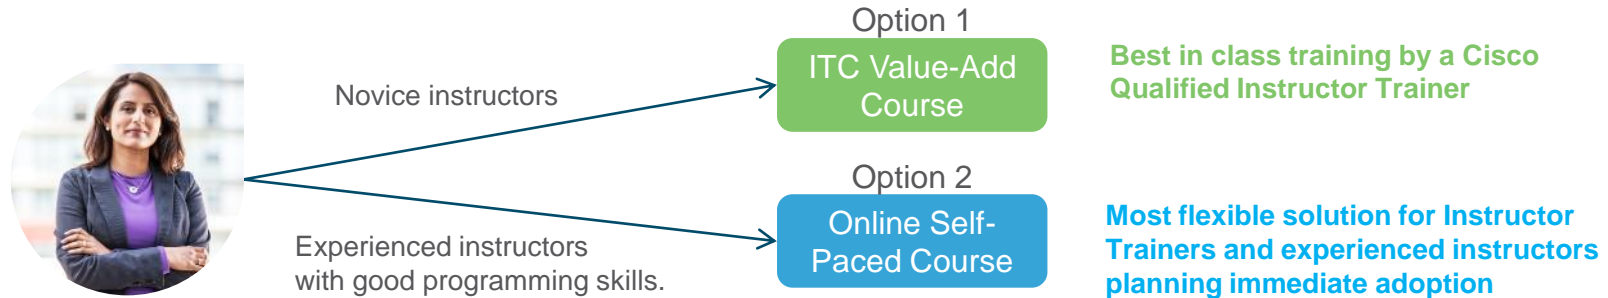 Option 1
ITC Value-Add
Course
Best in class training by a Cisco
Qualified Instructor Trainer
Novice instructors
Option 2
Online Self-
Paced Course
Most flexible solution for Instructor
Trainers and experienced instructors
planning immediate adoption
Experienced instructors
with good programming skills.